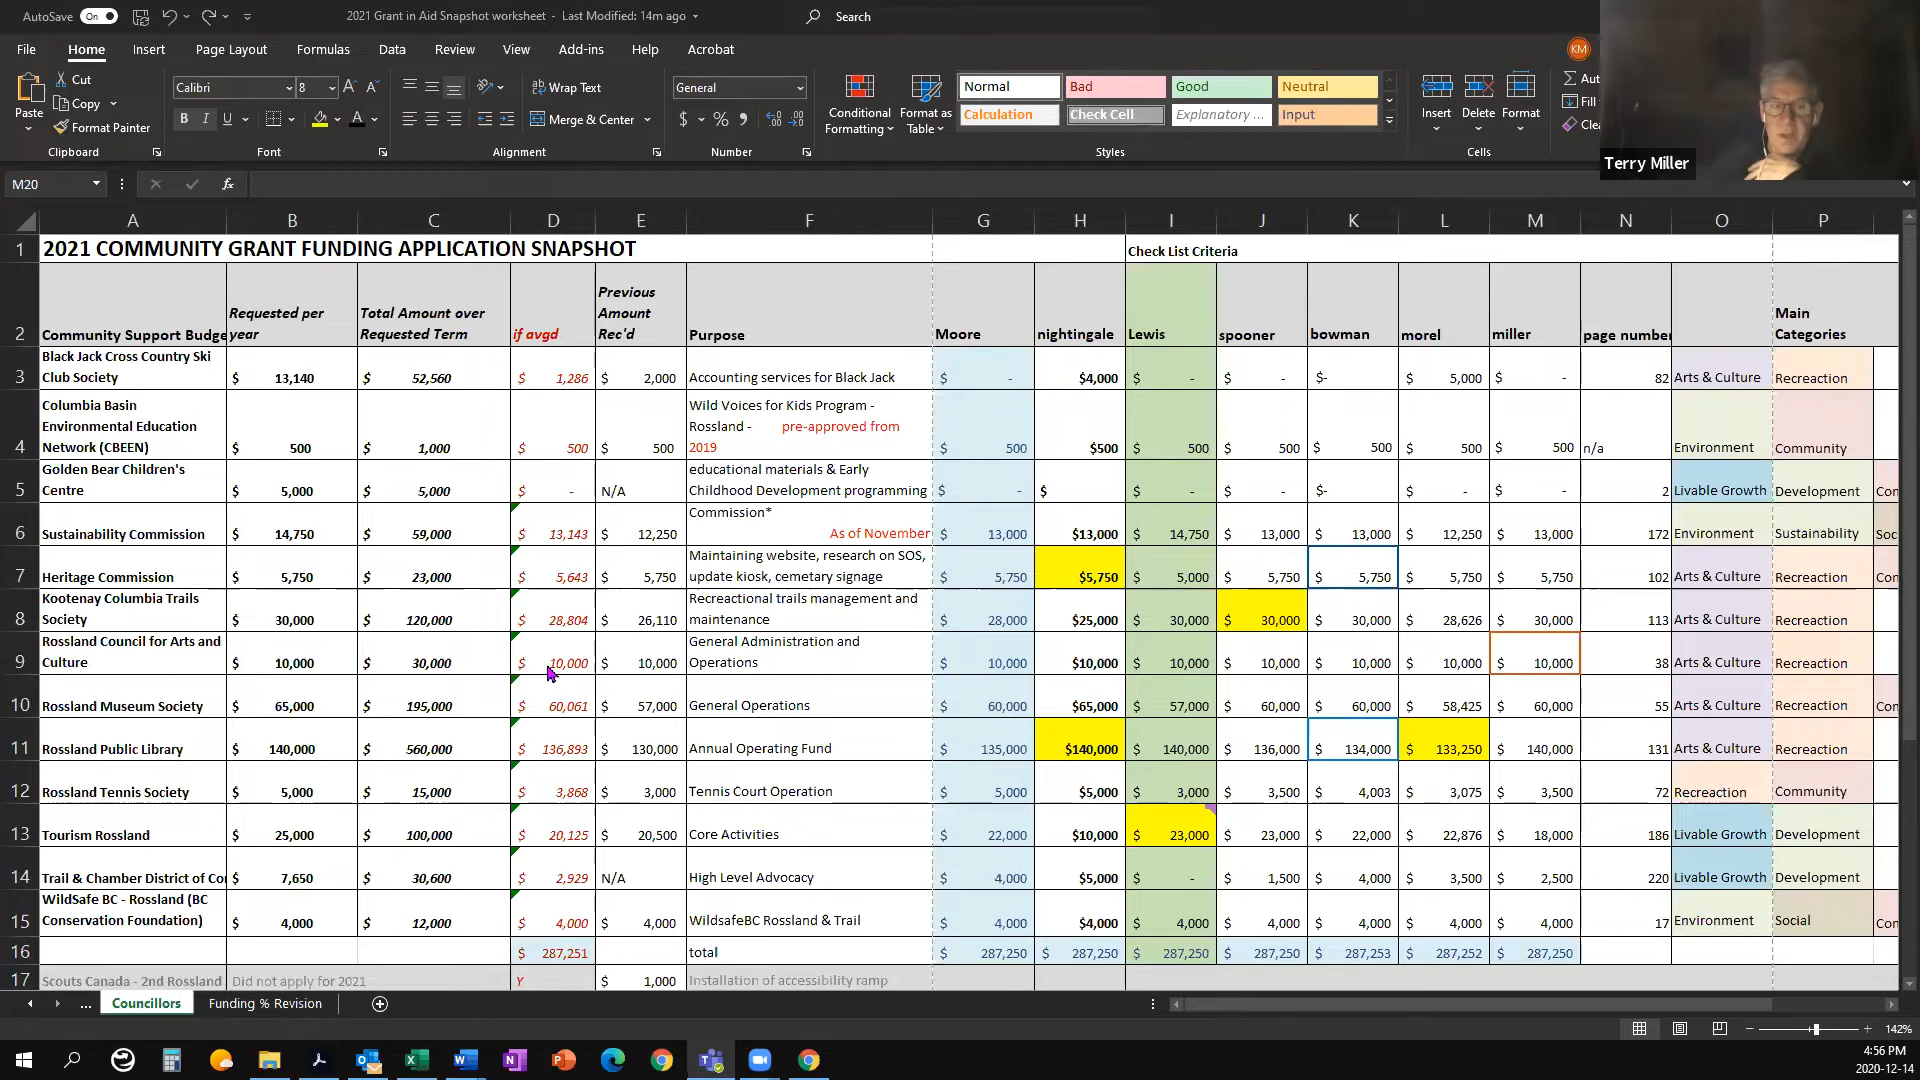 AutoSave On 2021 Grant in Aid Snapshot worksheet - Last Modified: 14m ago Search
File Home Insert Page Layout Formulas Data Review View Add-ins Help Acrobat KM
Paste Cut Copy Format Painter Clipboard
Calibri 8 B I U A Font
Wrap Text Merge & Center Alignment
General $ % Number
Conditional Formatting Format as Table
Normal Bad Good Neutral
Calculation Check Cell Explanatory ... Input
Styles
Insert Delete Format Cells
Aut
Fill
Clea
Terry Miller
M20 fx
A B C D E F G H I J K L M N O P
1 2021 COMMUNITY GRANT FUNDING APPLICATION SNAPSHOT Check List Criteria
2 Community Support Budge Requested per year Total Amount over Requested Term if avgd Previous Amount Rec'd Purpose Moore nightingale Lewis spooner bowman morel miller page number Main Categories
3 Black Jack Cross Country Ski Club Society $ 13,140 $ 52,560 $ 1,286 $ 2,000 Accounting services for Black Jack $ - $4,000 $ - $ - $- $ 5,000 $ - 82 Arts & Culture Recreaction
4 Columbia Basin Environmental Education Network (CBEEN) $ 500 $ 1,000 $ 500 $ 500 Wild Voices for Kids Program - Rossland - pre-approved from 2019 $ 500 $500 $ 500 $ 500 $ 500 $ 500 $ 500 n/a Environment Community
5 Golden Bear Children's Centre $ 5,000 $ 5,000 $ - N/A educational materials & Early Childhood Development programming $ - $ $ - $ - $- $ - $ - 2 Livable Growth Development Con
6 Sustainability Commission $ 14,750 $ 59,000 $ 13,143 $ 12,250 Commission* As of November $ 13,000 $13,000 $ 14,750 $ 13,000 $ 13,000 $ 12,250 $ 13,000 172 Environment Sustainability Soc
7 Heritage Commission $ 5,750 $ 23,000 $ 5,643 $ 5,750 Maintaining website, research on SOS, update kiosk, cemetary signage $ 5,750 $5,750 $ 5,000 $ 5,750 $ 5,750 $ 5,750 $ 5,750 102 Arts & Culture Recreaction Con
8 Kootenay Columbia Trails Society $ 30,000 $ 120,000 $ 28,804 $ 26,110 Recreactional trails management and maintenance $ 28,000 $25,000 $ 30,000 $ 30,000 $ 30,000 $ 28,626 $ 30,000 113 Arts & Culture Recreaction
9 Rossland Council for Arts and Culture $ 10,000 $ 30,000 $ 10,000 $ 10,000 General Administration and Operations $ 10,000 $10,000 $ 10,000 $ 10,000 $ 10,000 $ 10,000 $ 10,000 38 Arts & Culture Recreaction
10 Rossland Museum Society $ 65,000 $ 195,000 $ 60,061 $ 57,000 General Operations $ 60,000 $65,000 $ 57,000 $ 60,000 $ 60,000 $ 58,425 $ 60,000 55 Arts & Culture Recreaction Con
11 Rossland Public Library $ 140,000 $ 560,000 $ 136,893 $ 130,000 Annual Operating Fund $ 135,000 $140,000 $ 140,000 $ 136,000 $ 134,000 $ 133,250 $ 140,000 131 Arts & Culture Recreaction
12 Rossland Tennis Society $ 5,000 $ 15,000 $ 3,868 $ 3,000 Tennis Court Operation $ 5,000 $5,000 $ 3,000 $ 3,500 $ 4,003 $ 3,075 $ 3,500 72 Recreaction Community
13 Tourism Rossland $ 25,000 $ 100,000 $ 20,125 $ 20,500 Core Activities $ 22,000 $10,000 $ 23,000 $ 23,000 $ 22,000 $ 22,876 $ 18,000 186 Livable Growth Development
14 Trail & Chamber District of Co $ 7,650 $ 30,600 $ 2,929 N/A High Level Advocacy $ 4,000 $5,000 $ - $ 1,500 $ 4,000 $ 3,500 $ 2,500 220 Livable Growth Development
15 WildSafe BC - Rossland (BC Conservation Foundation) $ 4,000 $ 12,000 $ 4,000 $ 4,000 WildsafeBC Rossland & Trail $ 4,000 $4,000 $ 4,000 $ 4,000 $ 4,000 $ 4,000 $ 4,000 17 Environment Social Con
16 $ 287,251 total $ 287,250 $ 287,250 $ 287,250 $ 287,250 $ 287,253 $ 287,252 $ 287,250
17 Scouts Canada - 2nd Rossland Did not apply for 2021 Y $ 1,000 Installation of accessibility ramp
... Councillors Funding % Revision
142%
4:56 PM
2020-12-14